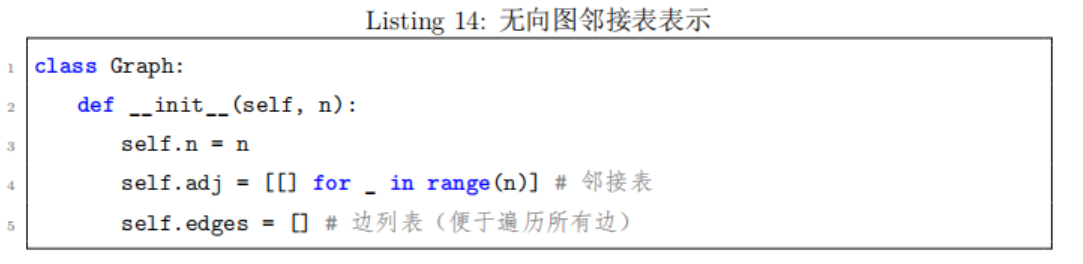 Listing 14: 无向图邻接表表示
1 class Graph:
2     def __init__(self, n):
3         self.n = n
4         self.adj = [[] for _ in range(n)] # 邻接表
5         self.edges = [] # 边列表（便于遍历所有边）